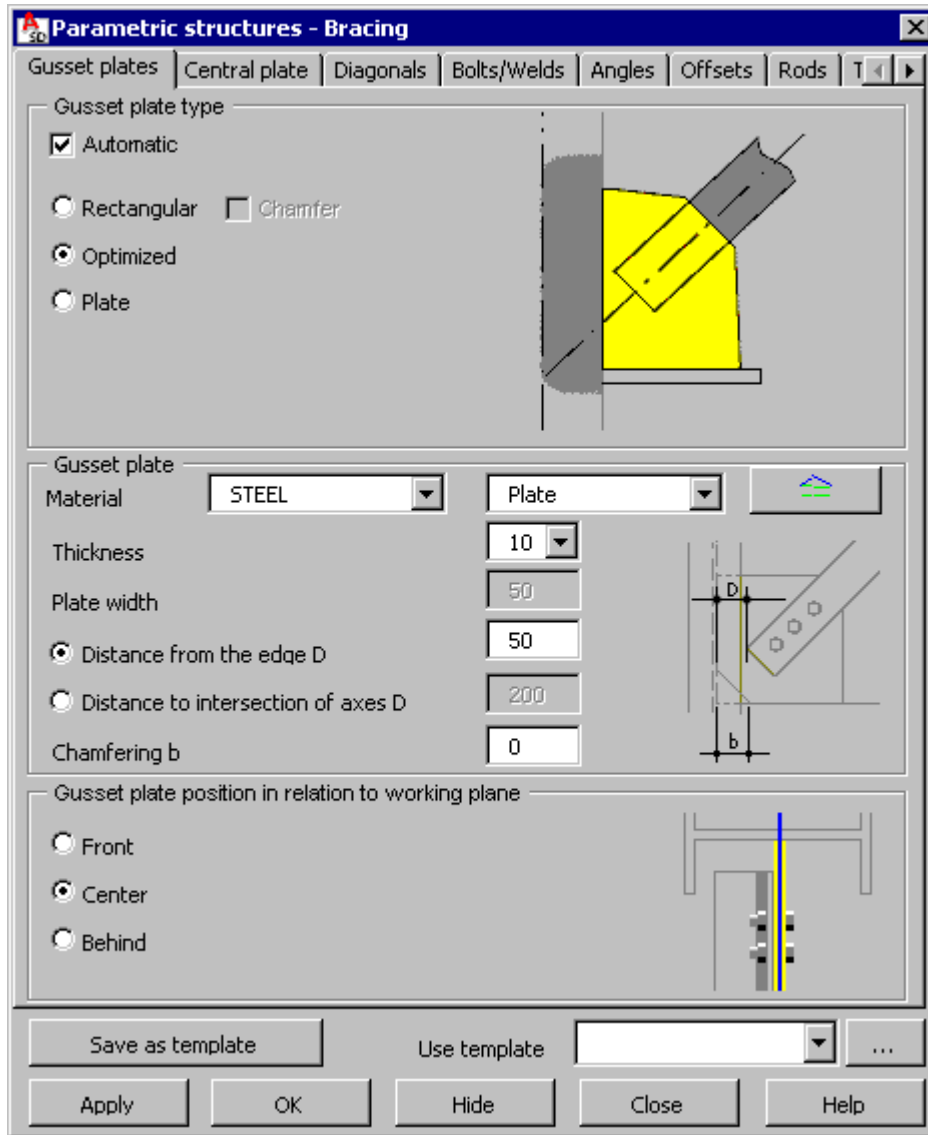 A SD Parametric structures - Bracing
Gusset plates Central plate Diagonals Bolts/Welds Angles Offsets Rods T
Gusset plate type
Automatic
Rectangular Chamfer
Optimized
Plate
Gusset plate
Material STEEL Plate
Thickness 10
Plate width 50
Distance from the edge D 50
Distance to intersection of axes D 200
Chamfering b 0
D
b
Gusset plate position in relation to working plane
Front
Center
Behind
Save as template Use template ...
Apply OK Hide Close Help